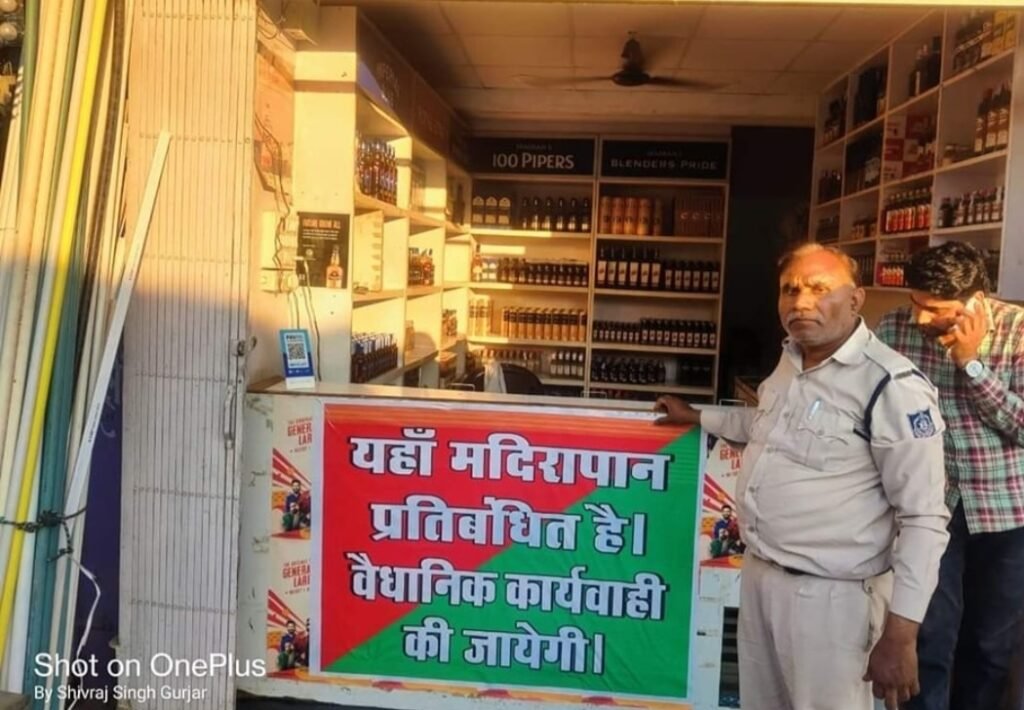 100 PIPERS
BLENDERS PRIDE
यहाँ मदिरापान
प्रतिबंधित है।
वैधानिक कार्यवाही
की जायेगी।
Shot on OnePlus
By Shivraj Singh Gurjar